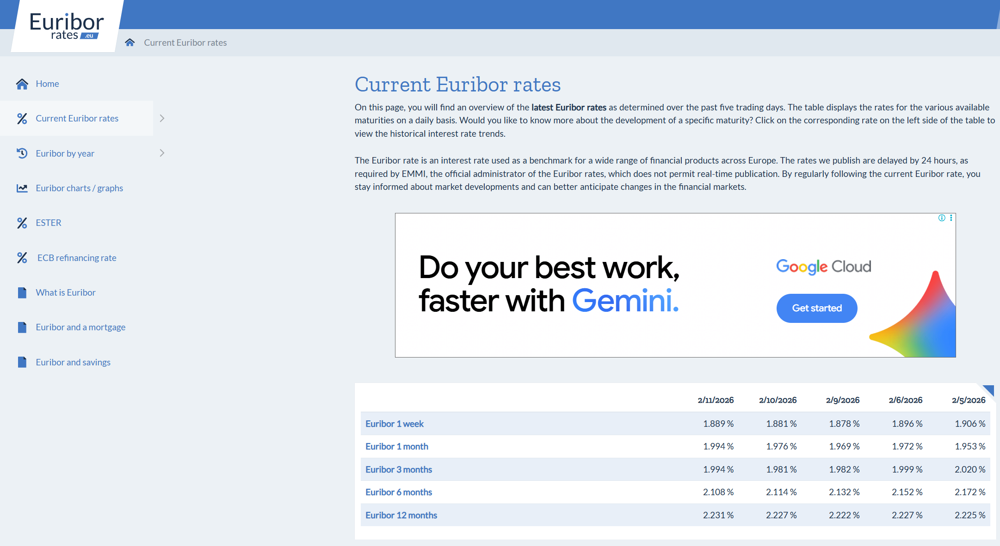 Euribor
rates .eu
Current Euribor rates
Home
Current Euribor rates
Euribor by year
Euribor charts / graphs
ESTER
ECB refinancing rate
What is Euribor
Euribor and a mortgage
Euribor and savings
Current Euribor rates
On this page, you will find an overview of the latest Euribor rates as determined over the past five trading days. The table displays the rates for the various available
maturities on a daily basis. Would you like to know more about the development of a specific maturity? Click on the corresponding rate on the left side of the table to
view the historical interest rate trends.
The Euribor rate is an interest rate used as a benchmark for a wide range of financial products across Europe. The rates we publish are delayed by 24 hours, as
required by EMMI, the official administrator of the Euribor rates, which does not permit real-time publication. By regularly following the current Euribor rate, you
stay informed about market developments and can better anticipate changes in the financial markets.
Do your best work,
faster with Gemini.
Google Cloud
Get started
2/11/2026 2/10/2026 2/9/2026 2/6/2026 2/5/2026
Euribor 1 week 1.889 % 1.881 % 1.878 % 1.896 % 1.906 %
Euribor 1 month 1.994 % 1.976 % 1.969 % 1.972 % 1.953 %
Euribor 3 months 1.994 % 1.981 % 1.982 % 1.999 % 2.020 %
Euribor 6 months 2.108 % 2.114 % 2.132 % 2.152 % 2.172 %
Euribor 12 months 2.231 % 2.227 % 2.222 % 2.227 % 2.225 %